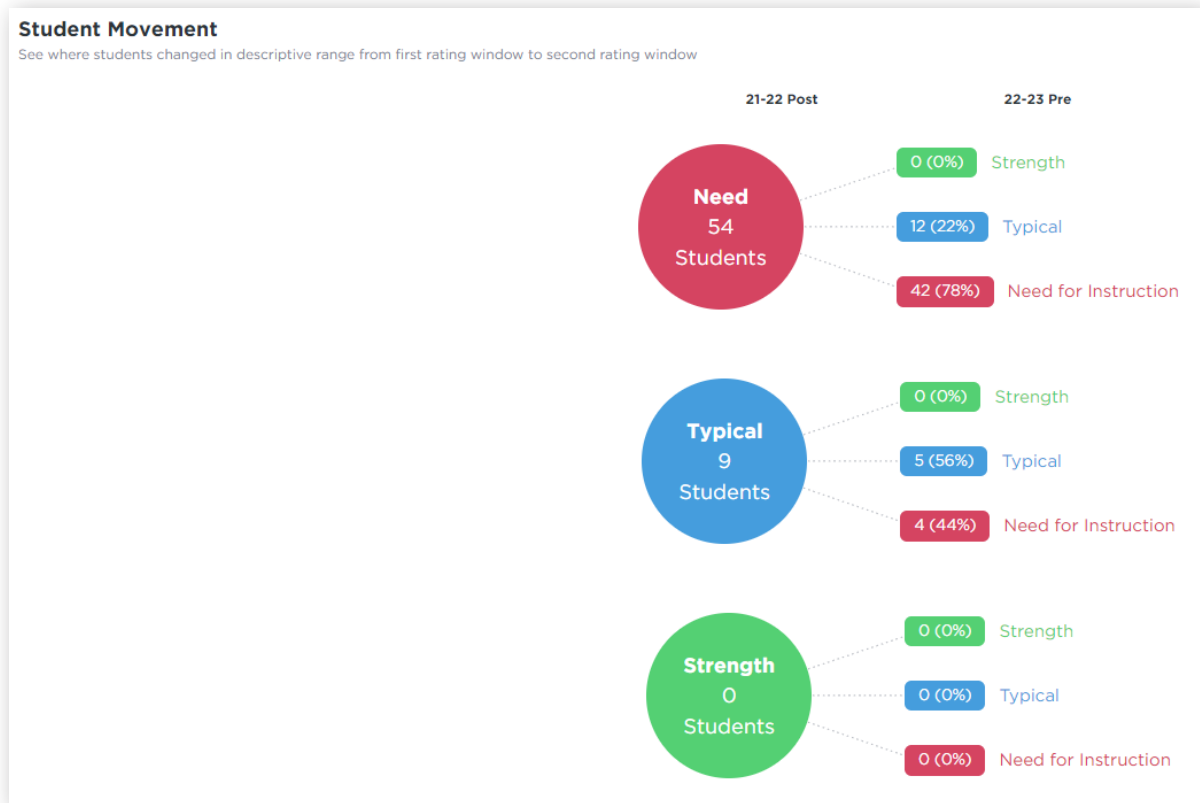 Student Movement
See where students changed in descriptive range from first rating window to second rating window
21-22 Post 22-23 Pre
Need
54
Students
0 (0%) Strength
12 (22%) Typical
42 (78%) Need for Instruction
Typical
9
Students
0 (0%) Strength
5 (56%) Typical
4 (44%) Need for Instruction
Strength
0
Students
0 (0%) Strength
0 (0%) Typical
0 (0%) Need for Instruction